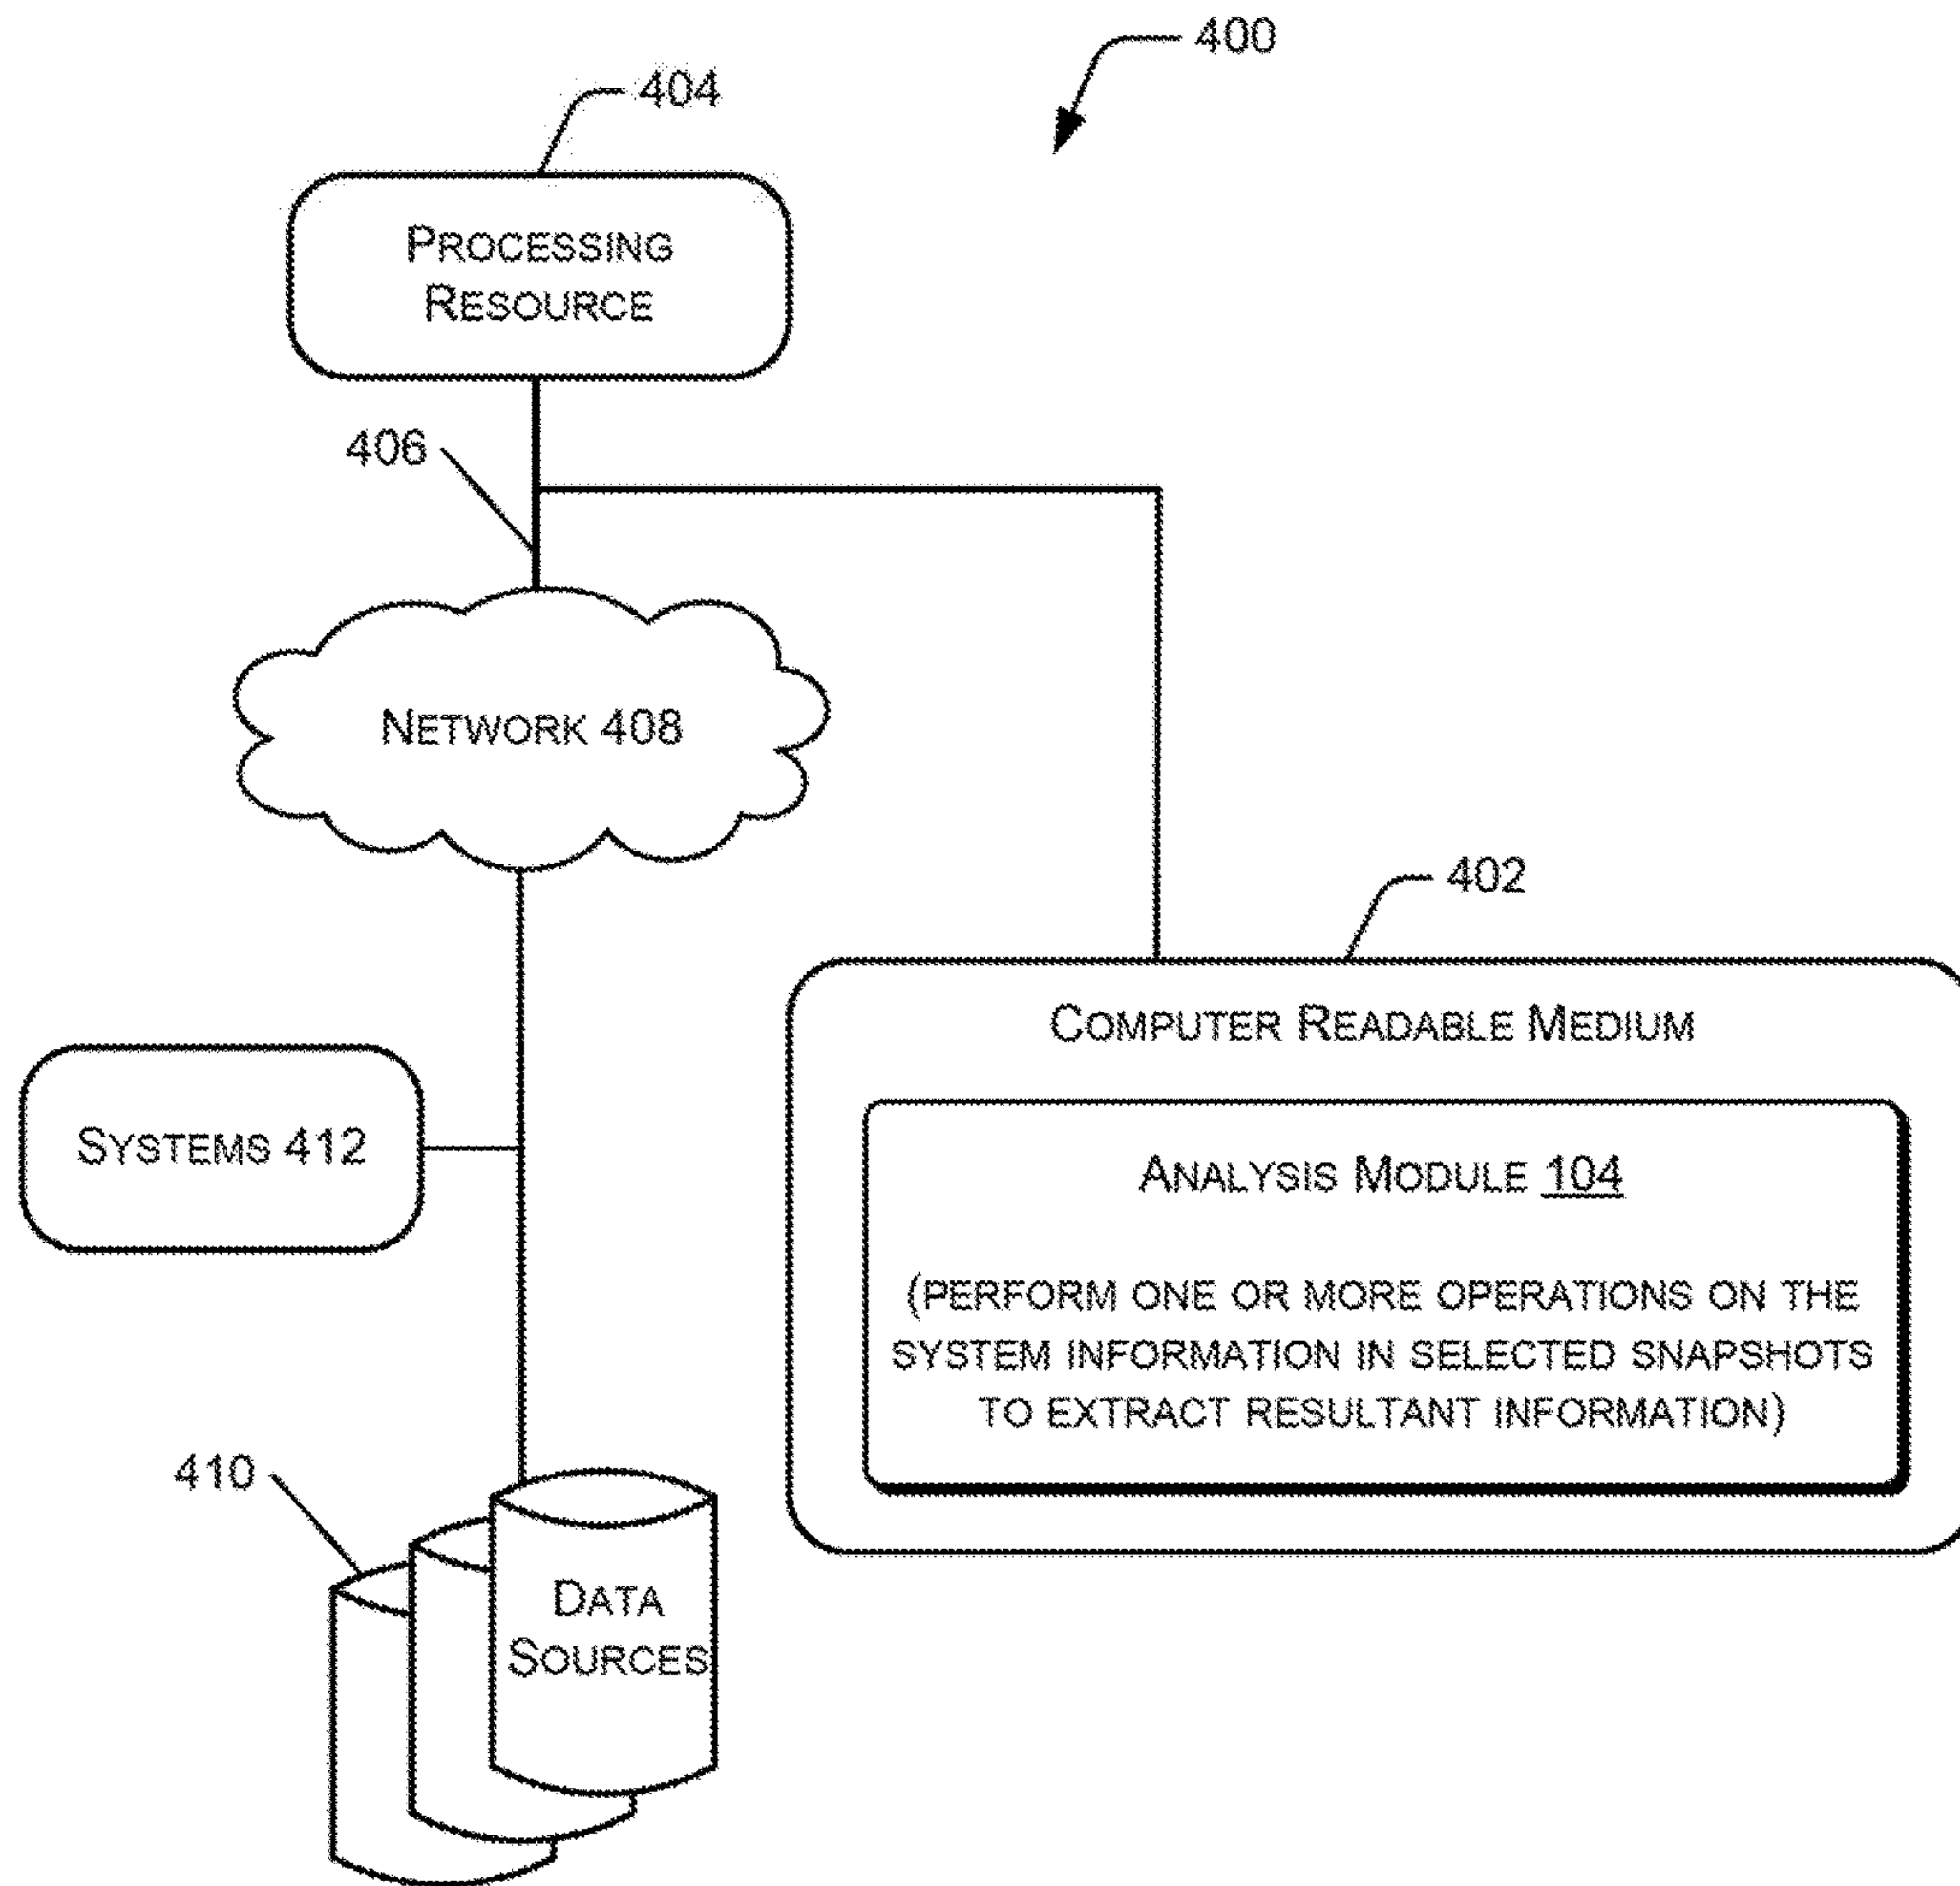 400
404
PROCESSING
RESOURCE
406
NETWORK 408
402
COMPUTER READABLE MEDIUM
SYSTEMS 412
ANALYSIS MODULE 104
(PERFORM ONE OR MORE OPERATIONS ON THE
SYSTEM INFORMATION IN SELECTED SNAPSHOTS
TO EXTRACT RESULTANT INFORMATION)
410
DATA
SOURCES